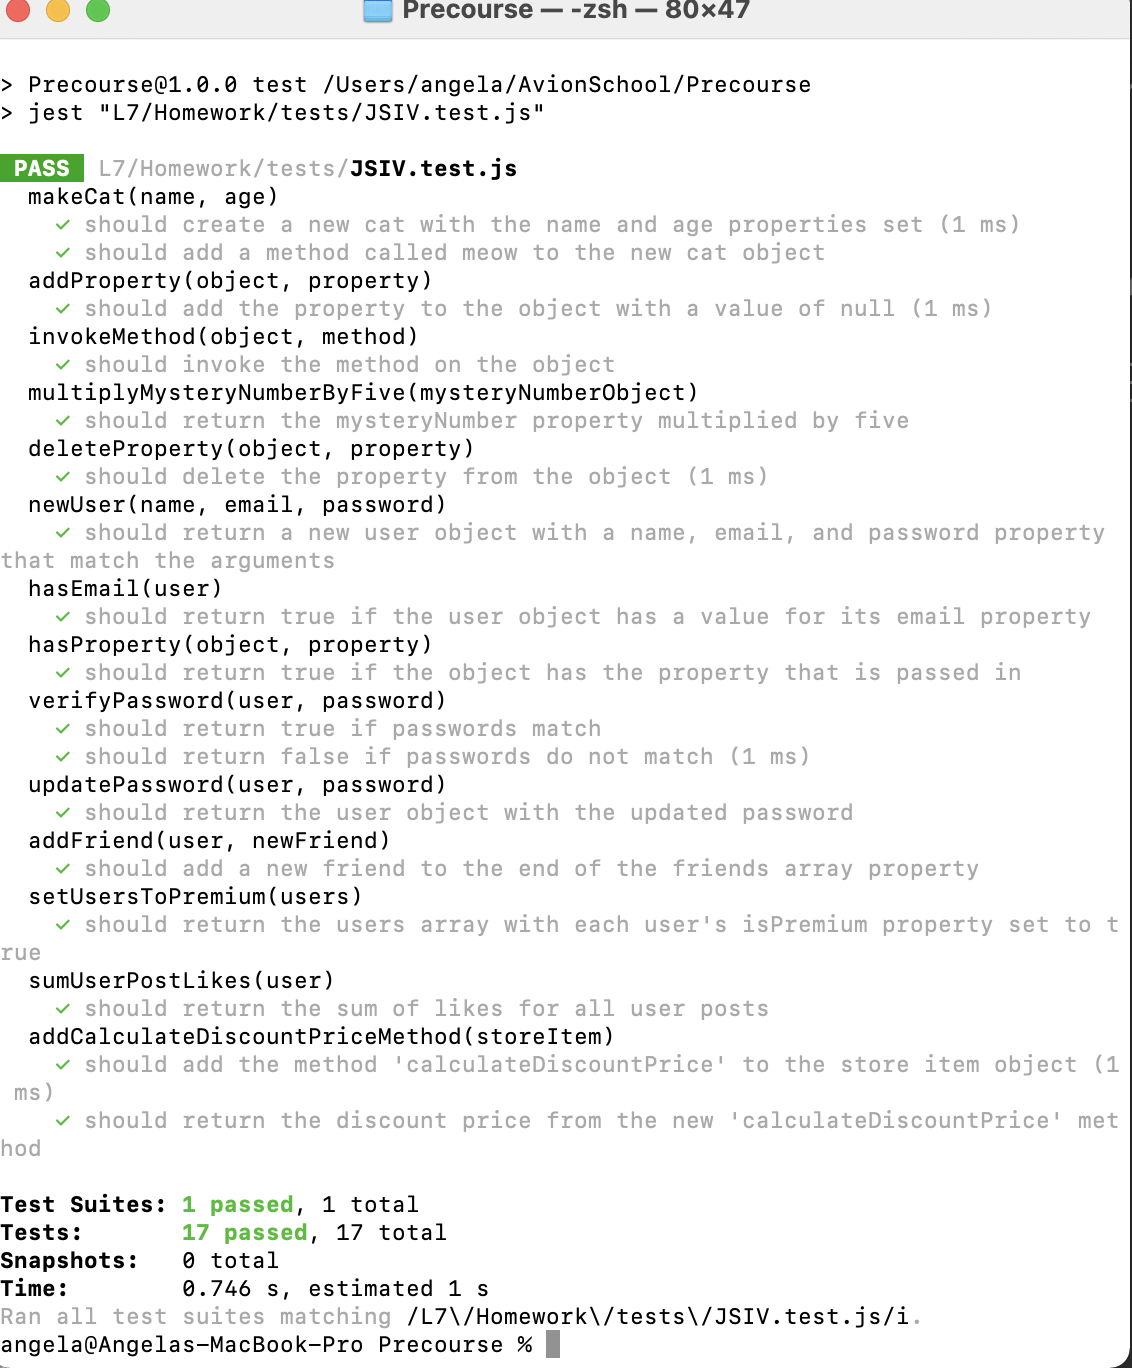 Precourse — -zsh — 80×47
> Precourse@1.0.0 test /Users/angela/AvionSchool/Precourse
> jest "L7/Homework/tests/JSIV.test.js"
PASS L7/Homework/tests/JSIV.test.js
makeCat(name, age)
✓ should create a new cat with the name and age properties set (1 ms)
✓ should add a method called meow to the new cat object
addProperty(object, property)
✓ should add the property to the object with a value of null (1 ms)
invokeMethod(object, method)
✓ should invoke the method on the object
multiplyMysteryNumberByFive(mysteryNumberObject)
✓ should return the mysteryNumber property multiplied by five
deleteProperty(object, property)
✓ should delete the property from the object (1 ms)
newUser(name, email, password)
✓ should return a new user object with a name, email, and password property
that match the arguments
hasEmail(user)
✓ should return true if the user object has a value for its email property
hasProperty(object, property)
✓ should return true if the object has the property that is passed in
verifyPassword(user, password)
✓ should return true if passwords match
✓ should return false if passwords do not match (1 ms)
updatePassword(user, password)
✓ should return the user object with the updated password
addFriend(user, newFriend)
✓ should add a new friend to the end of the friends array property
setUsersToPremium(users)
✓ should return the users array with each user's isPremium property set to t
rue
sumUserPostLikes(user)
✓ should return the sum of likes for all user posts
addCalculateDiscountPriceMethod(storeItem)
✓ should add the method 'calculateDiscountPrice' to the store item object (1
ms)
✓ should return the discount price from the new 'calculateDiscountPrice' met
hod
Test Suites: 1 passed, 1 total
Tests: 17 passed, 17 total
Snapshots: 0 total
Time: 0.746 s, estimated 1 s
Ran all test suites matching /L7\/Homework\/tests\/JSIV.test.js/i.
angela@Angelas-MacBook-Pro Precourse %